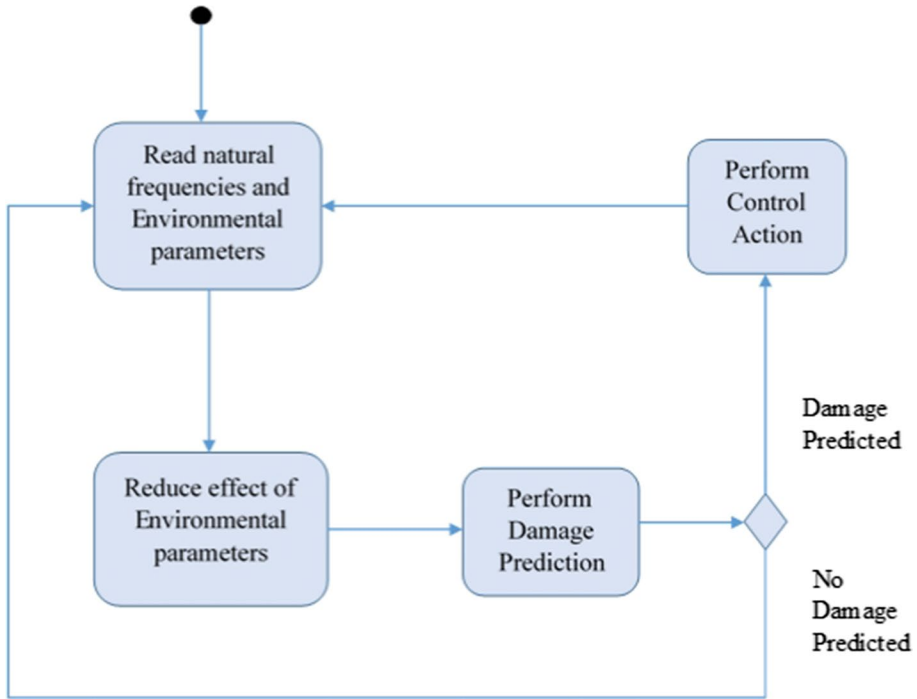 Read natural
frequencies and
Environmental
parameters
Perform
Control
Action
Damage
Predicted
Reduce effect of
Environmental
parameters
Perform
Damage
Prediction
No
Damage
Predicted